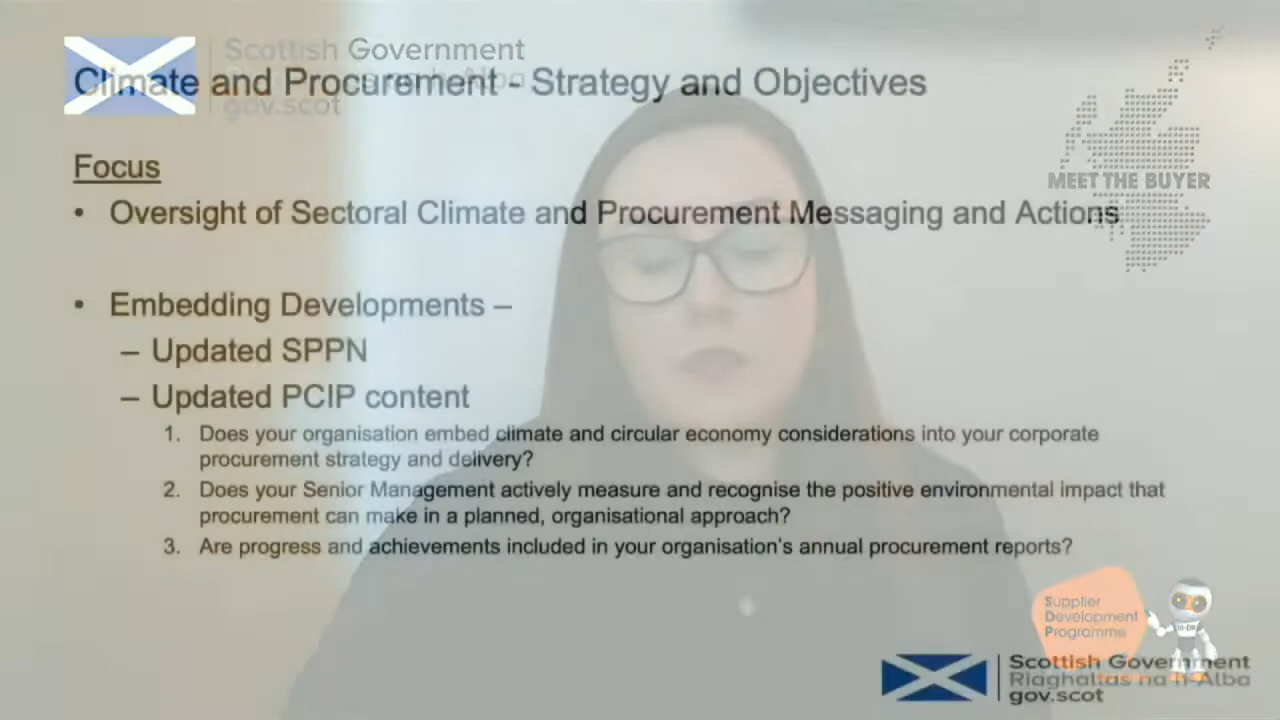 Scottish Government
gov.scot
Climate and Procurement - Strategy and Objectives
MEET THE BUYER
Focus
• Oversight of Sectoral Climate and Procurement Messaging and Actions
• Embedding Developments –
– Updated SPPN
– Updated PCIP content
1. Does your organisation embed climate and circular economy considerations into your corporate
procurement strategy and delivery?
2. Does your Senior Management actively measure and recognise the positive environmental impact that
procurement can make in a planned, organisational approach?
3. Are progress and achievements included in your organisation's annual procurement reports?
Supplier
Development
Programme
Scottish Government
Riaghaltas na h-Alba
gov.scot